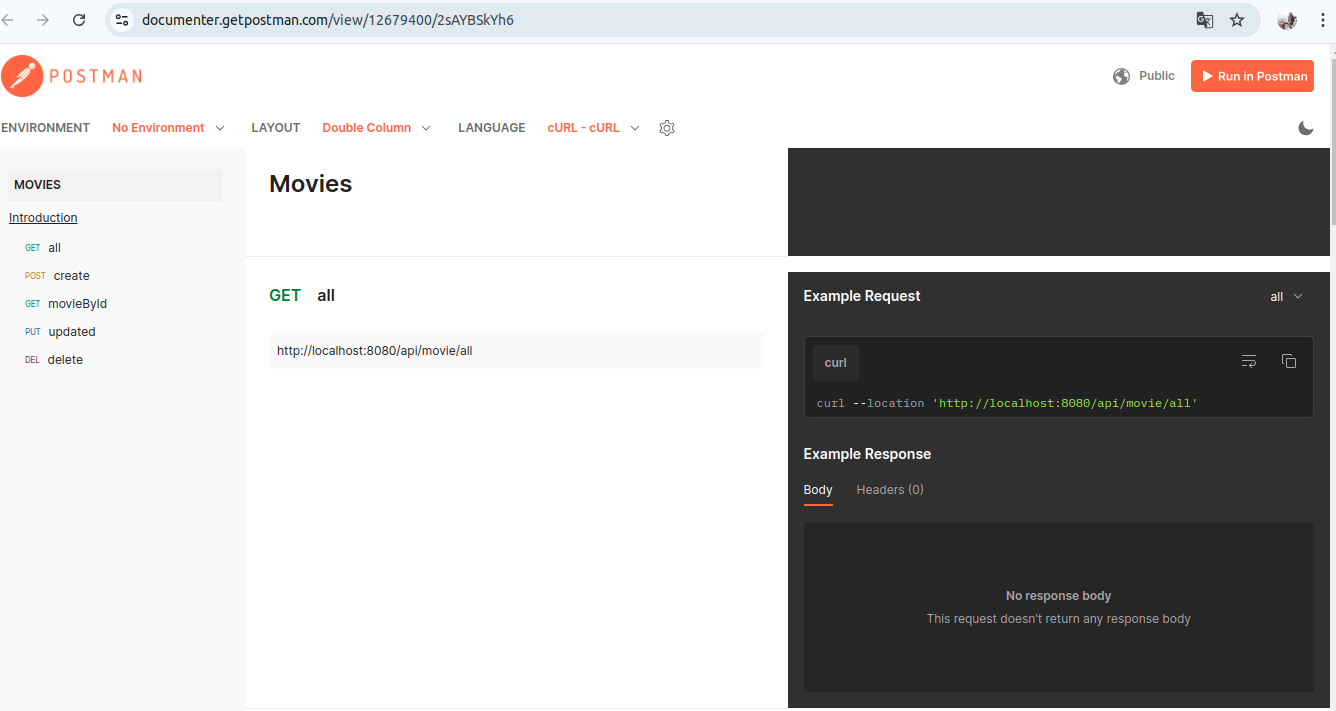 documenter.getpostman.com/view/12679400/2sAYBSkYh6
POSTMAN
Public
Run in Postman
ENVIRONMENT No Environment LAYOUT Double Column LANGUAGE cURL - cURL
MOVIES
Introduction
GET all
POST create
GET movieById
PUT updated
DEL delete
Movies
GET all
http://localhost:8080/api/movie/all
Example Request
all
curl
curl --location 'http://localhost:8080/api/movie/all'
Example Response
Body Headers (0)
No response body
This request doesn't return any response body